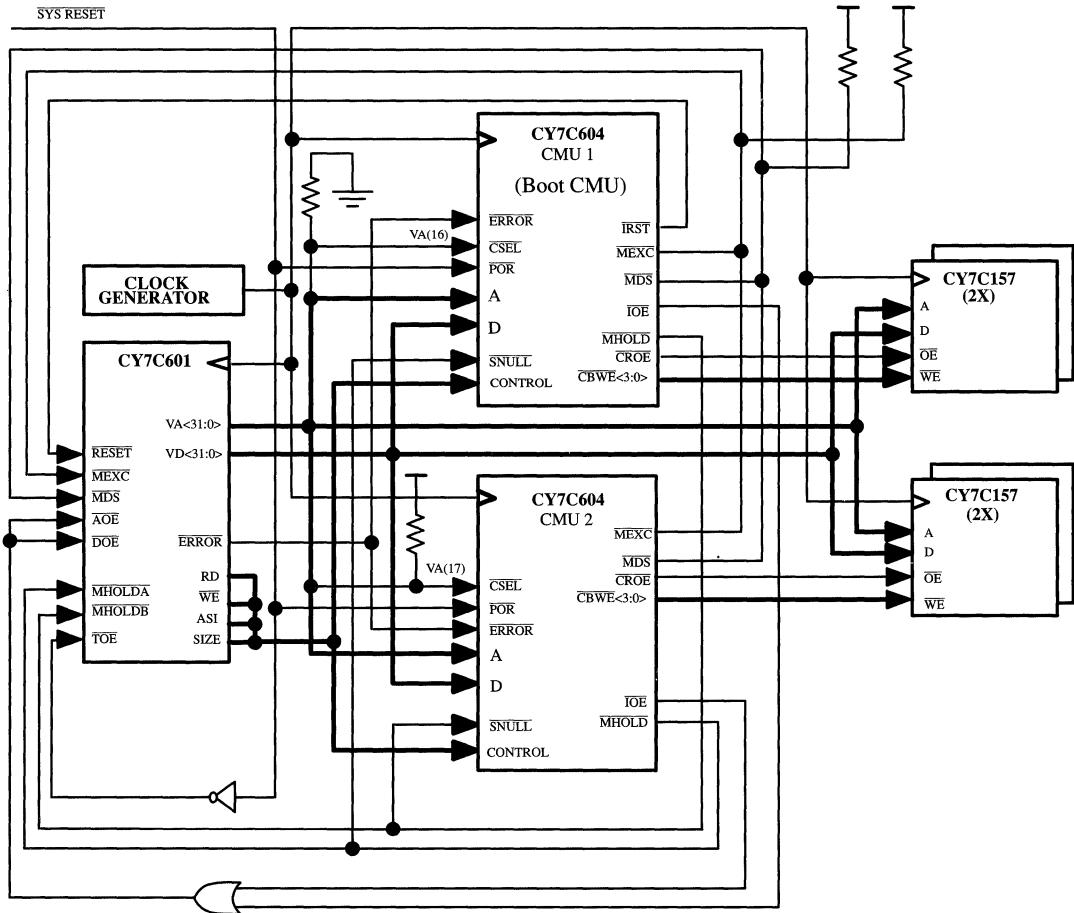 SYS RESET
CLOCK
GENERATOR
CY7C601
VA<31:0>
VD<31:0>
RESET
MEXC
MDS
AOE
DOE
ERROR
MHOLDA
MHOLDB
TOE
RD
WE
ASI
SIZE
CY7C604
CMU 1
(Boot CMU)
VA(16)
ERROR
CSEL
POR
A
D
SNULL
CONTROL
IRST
MEXC
MDS
IOE
MHOLD
CROE
CBWE<3:0>
CY7C604
CMU 2
VA(17)
CSEL
POR
ERROR
A
D
SNULL
CONTROL
MEXC
MDS
CROE
CBWE<3:0>
IOE
MHOLD
CY7C157
(2X)
A
D
OE
WE
CY7C157
(2X)
A
D
OE
WE